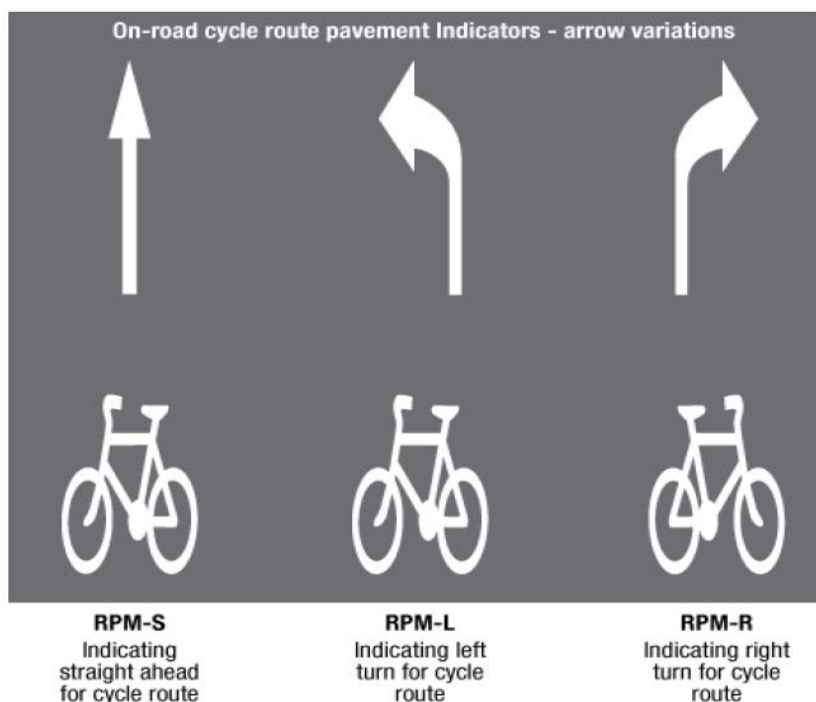 On-road cycle route pavement Indicators - arrow variations
RPM-S
Indicating
straight ahead
for cycle route
RPM-L
Indicating left
turn for cycle
route
RPM-R
Indicating right
turn for cycle
route